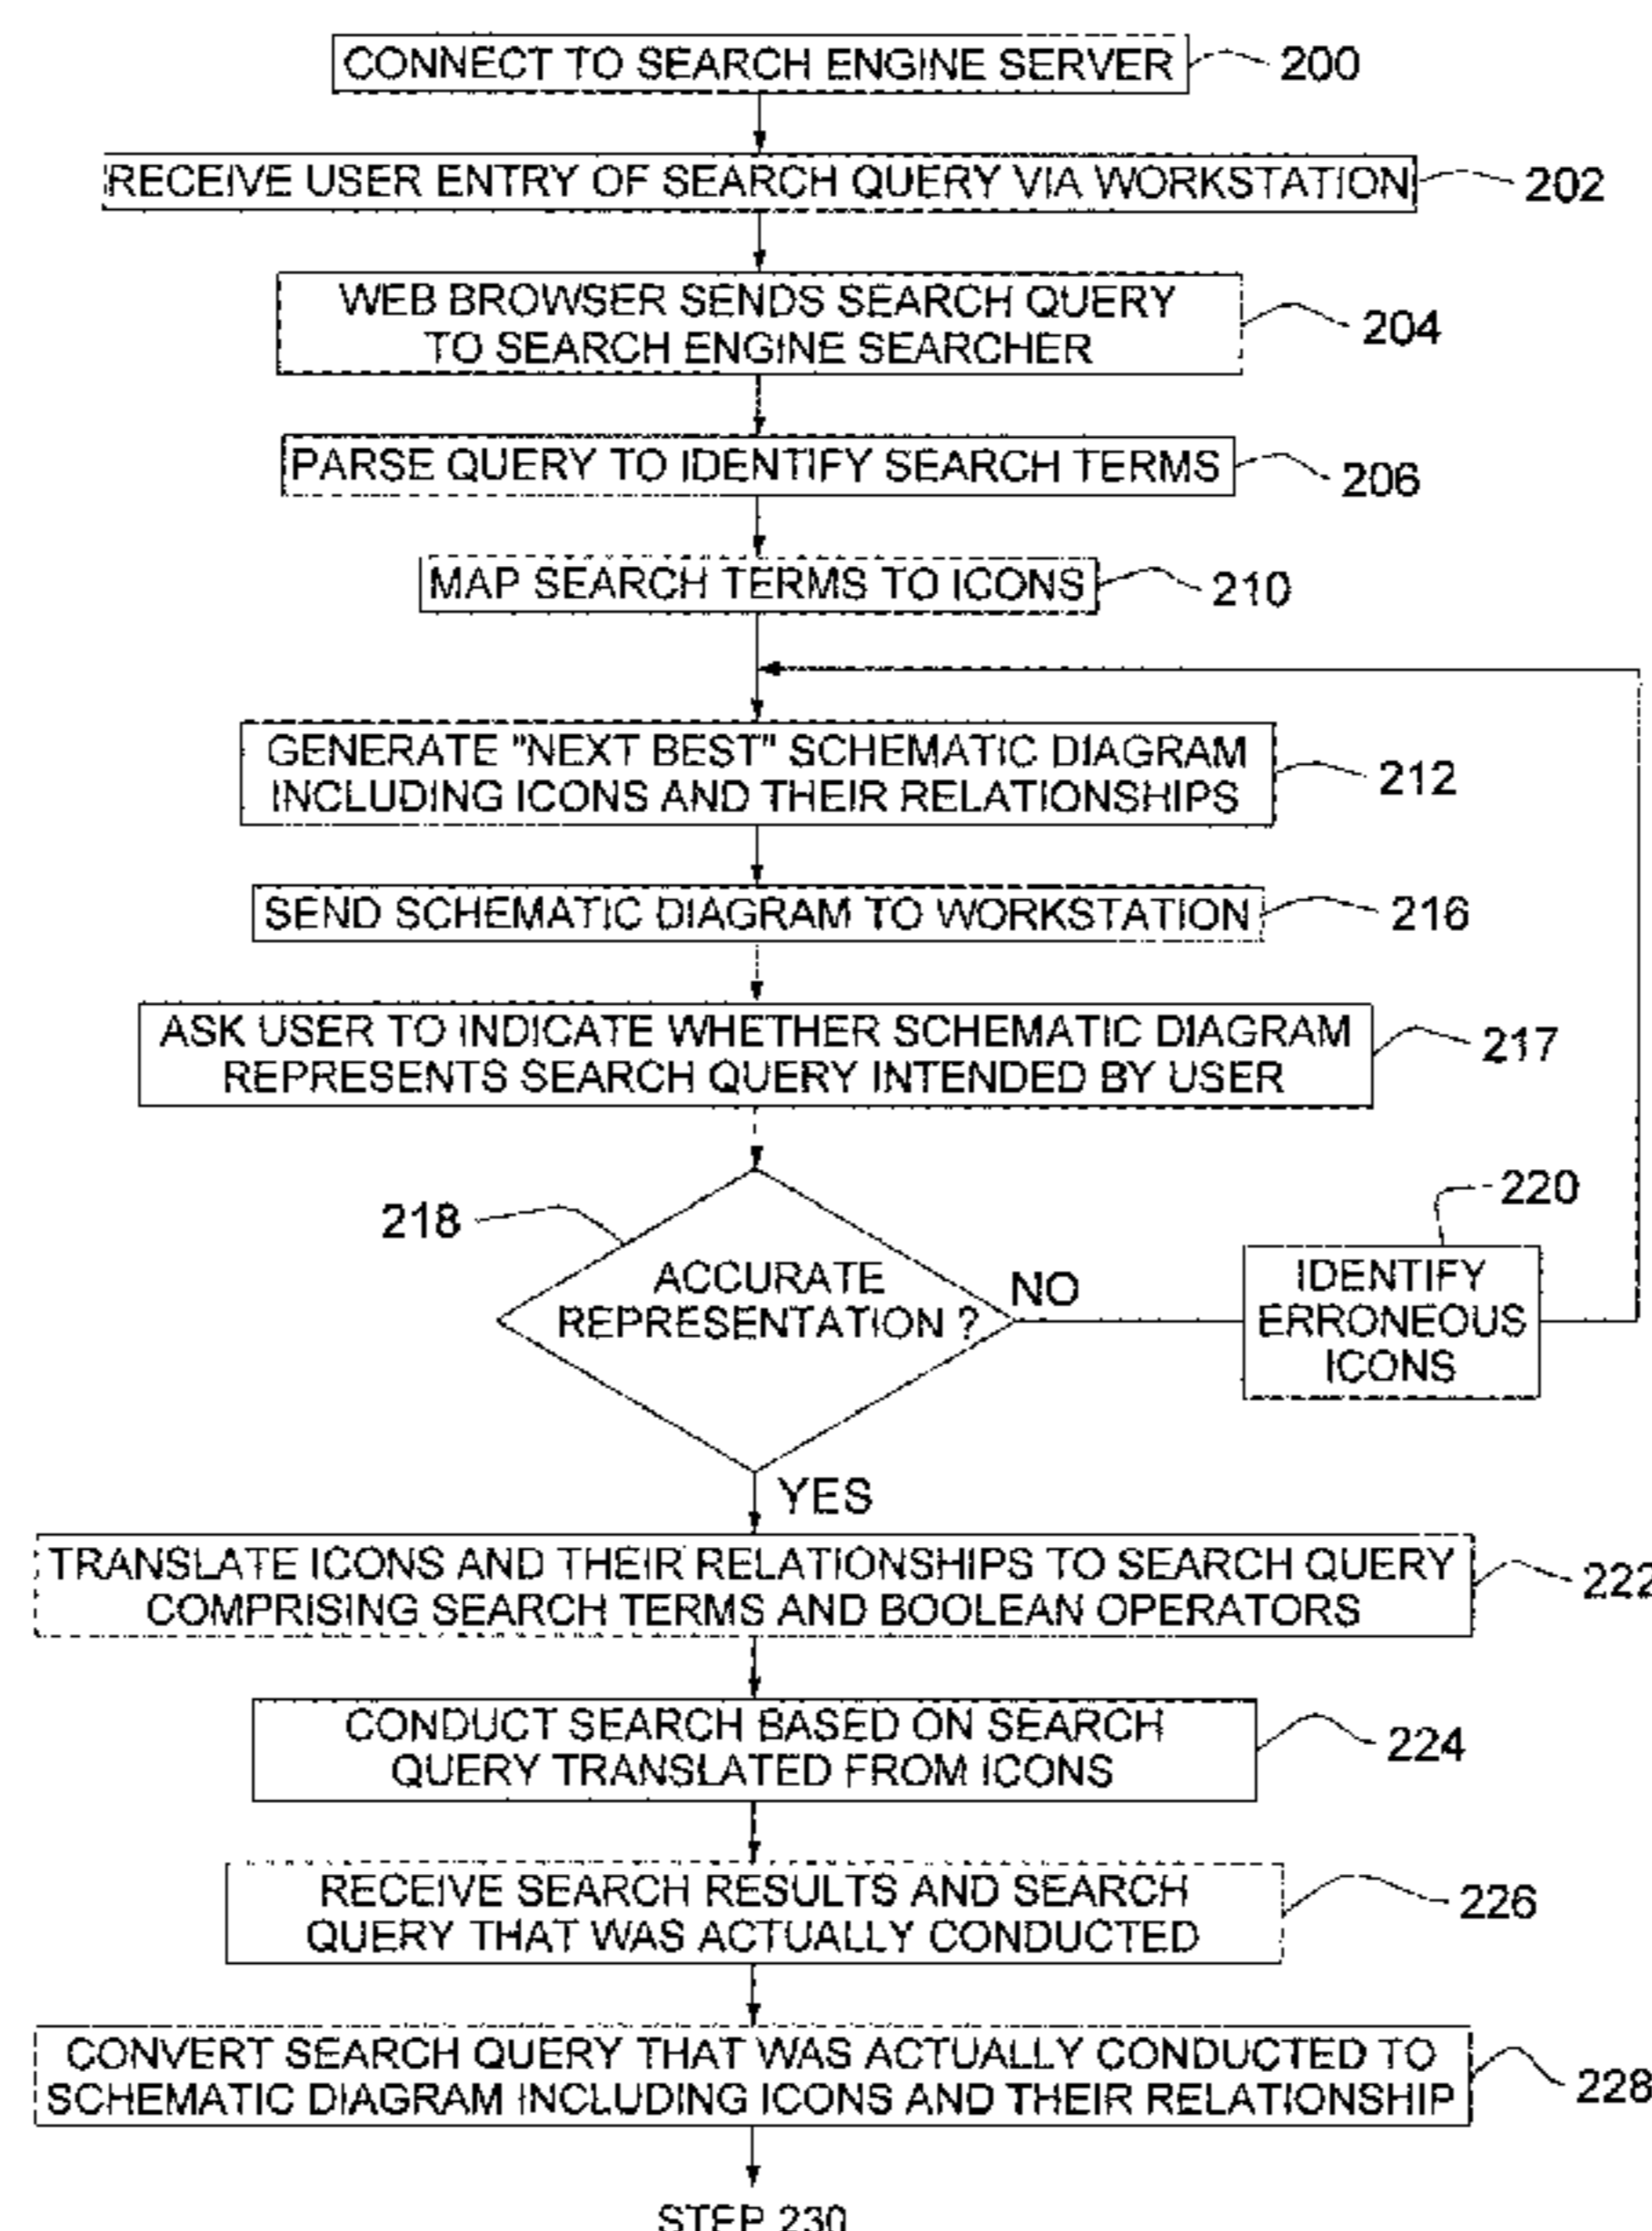 CONNECT TO SEARCH ENGINE SERVER
200
RECEIVE USER ENTRY OF SEARCH QUERY VIA WORKSTATION
202
WEB BROWSER SENDS SEARCH QUERY
TO SEARCH ENGINE SEARCHER
204
PARSE QUERY TO IDENTIFY SEARCH TERMS
206
MAP SEARCH TERMS TO ICONS
210
GENERATE "NEXT BEST" SCHEMATIC DIAGRAM
INCLUDING ICONS AND THEIR RELATIONSHIPS
212
SEND SCHEMATIC DIAGRAM TO WORKSTATION
216
ASK USER TO INDICATE WHETHER SCHEMATIC DIAGRAM
REPRESENTS SEARCH QUERY INTENDED BY USER
217
218
ACCURATE
REPRESENTATION ?
NO
220
IDENTIFY
ERRONEOUS
ICONS
YES
TRANSLATE ICONS AND THEIR RELATIONSHIPS TO SEARCH QUERY
COMPRISING SEARCH TERMS AND BOOLEAN OPERATORS
222
CONDUCT SEARCH BASED ON SEARCH
QUERY TRANSLATED FROM ICONS
224
RECEIVE SEARCH RESULTS AND SEARCH
QUERY THAT WAS ACTUALLY CONDUCTED
226
CONVERT SEARCH QUERY THAT WAS ACTUALLY CONDUCTED TO
SCHEMATIC DIAGRAM INCLUDING ICONS AND THEIR RELATIONSHIP
228
STEP 230